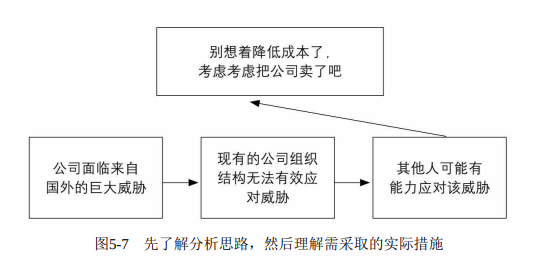 别想着降低成本了，
考虑考虑把公司卖了吧
公司面临来自
国外的巨大威胁
现有的公司组织
结构无法有效应
对威胁
其他人可能有
能力应对该威胁
图5-7 先了解分析思路，然后理解需采取的实际措施